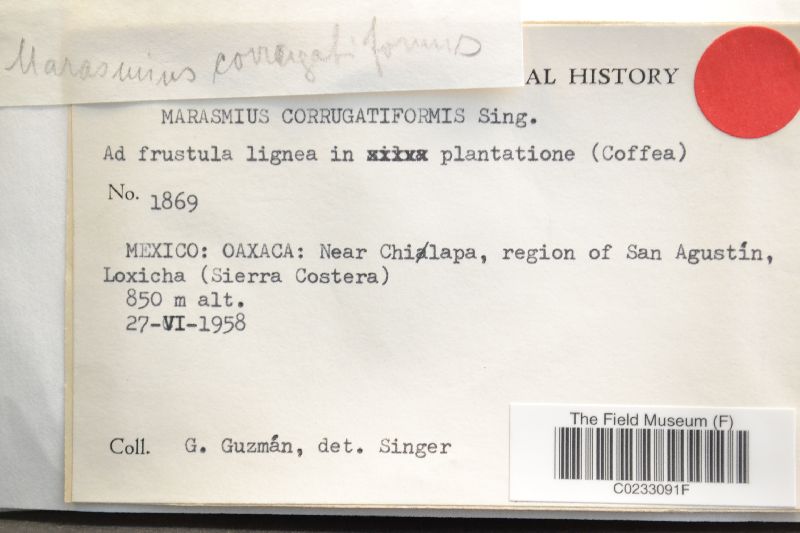 Marasmius corrugatiformis
AL HISTORY
MARASMIUS CORRUGATIFORMIS Sing.
Ad frustula lignea in plantatione (Coffea)
No. 1869
MEXICO: OAXACA: Near Chilapa, region of San Agustín,
Loxicha (Sierra Costera)
850 m alt.
27-VI-1958
Coll. G. Guzmán, det. Singer
The Field Museum (F)
C0233091F